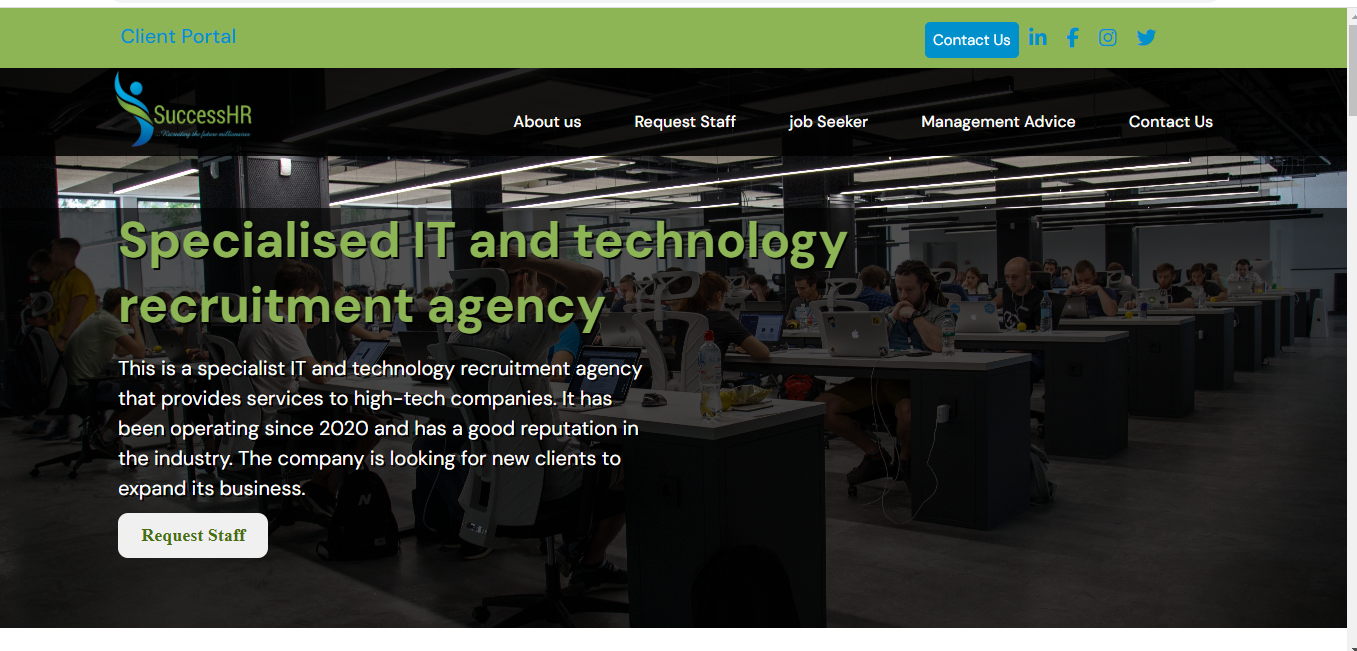 Client Portal
Contact Us
SuccessHR
...Recruiting the future millionaires
About us
Request Staff
job Seeker
Management Advice
Contact Us
Specialised IT and technology
recruitment agency
This is a specialist IT and technology recruitment agency
that provides services to high-tech companies. It has
been operating since 2020 and has a good reputation in
the industry. The company is looking for new clients to
expand its business.
Request Staff